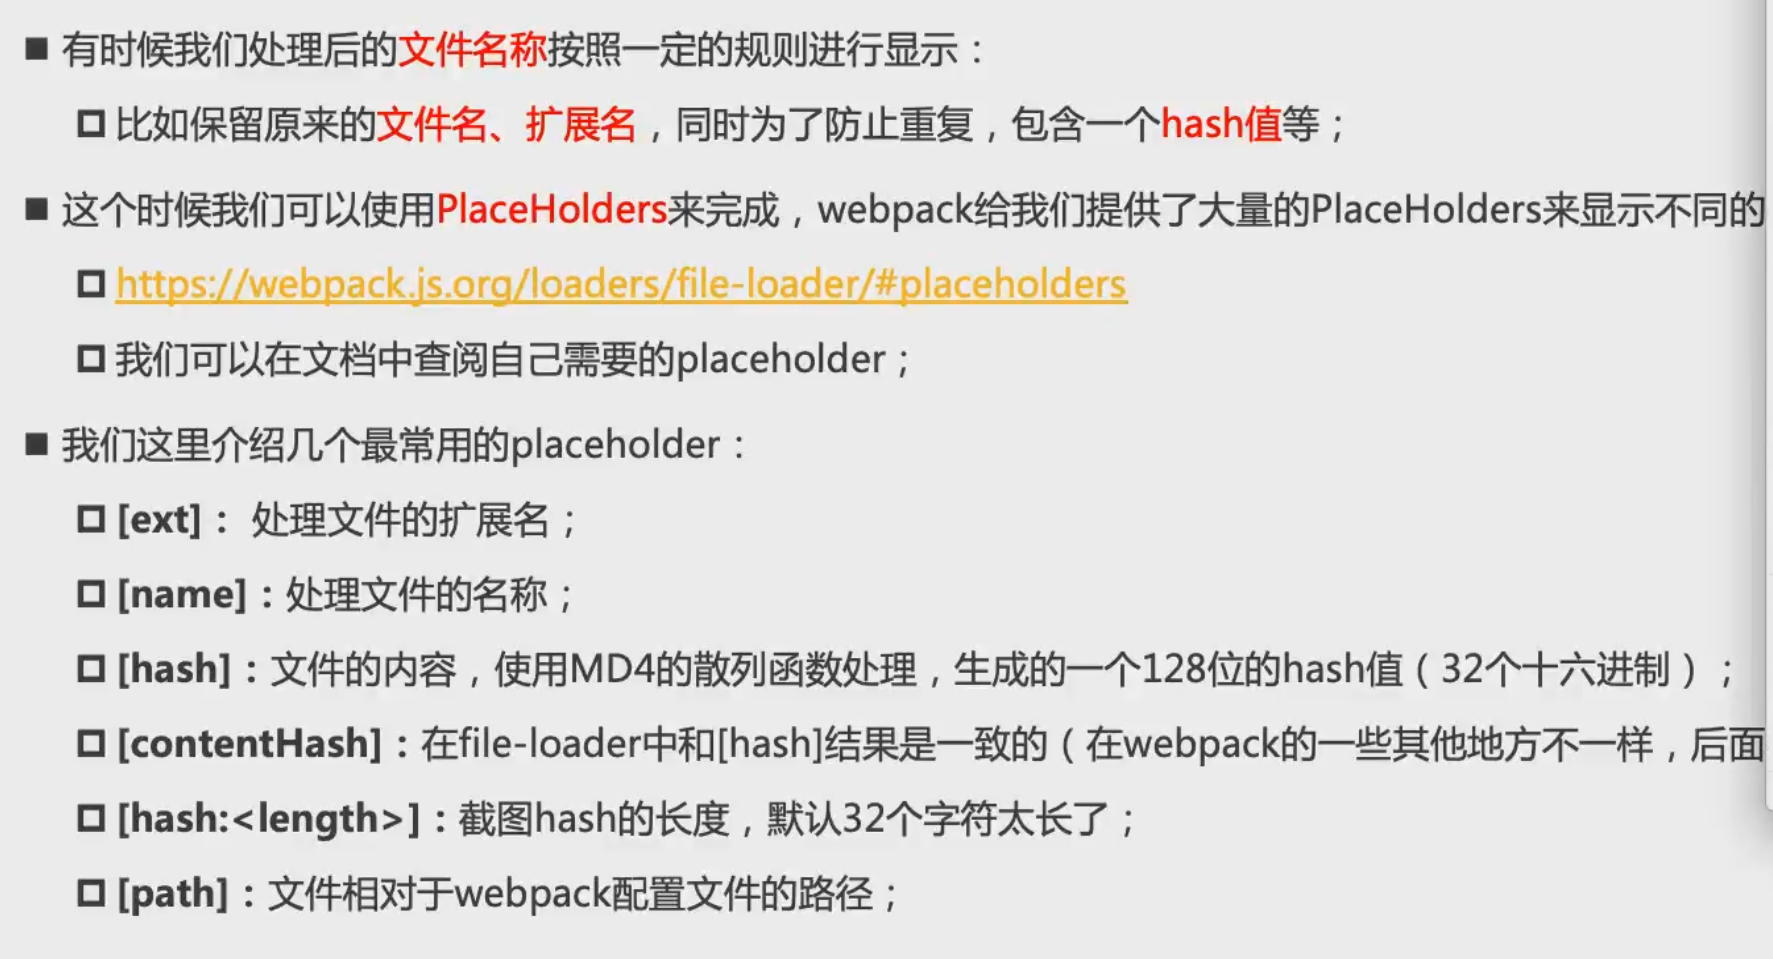 有时候我们处理后的文件名称按照一定的规则进行显示：
比如保留原来的文件名、扩展名，同时为了防止重复，包含一个hash值等；
这个时候我们可以使用PlaceHolders来完成，webpack给我们提供了大量的PlaceHolders来显示不同的
https://webpack.js.org/loaders/file-loader/#placeholders
我们可以在文档中查阅自己需要的placeholder；
我们这里介绍几个最常用的placeholder：
[ext]： 处理文件的扩展名；
[name]：处理文件的名称；
[hash]：文件的内容，使用MD4的散列函数处理，生成的一个128位的hash值（32个十六进制）；
[contentHash]：在file-loader中和[hash]结果是一致的（在webpack的一些其他地方不一样，后面
[hash:<length>]：截图hash的长度，默认32个字符太长了；
[path]：文件相对于webpack配置文件的路径；